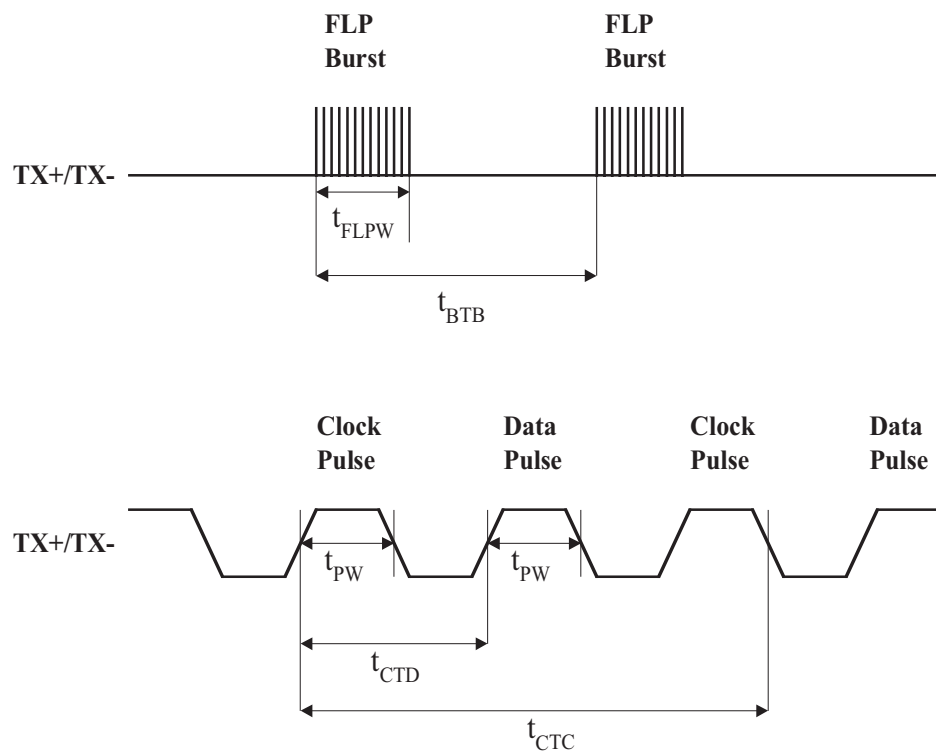 FLP Burst
FLP Burst
TX+/TX-
tFLPW
tBTB
Clock Pulse
Data Pulse
Clock Pulse
Data Pulse
TX+/TX-
tPW
tPW
tCTD
tCTC